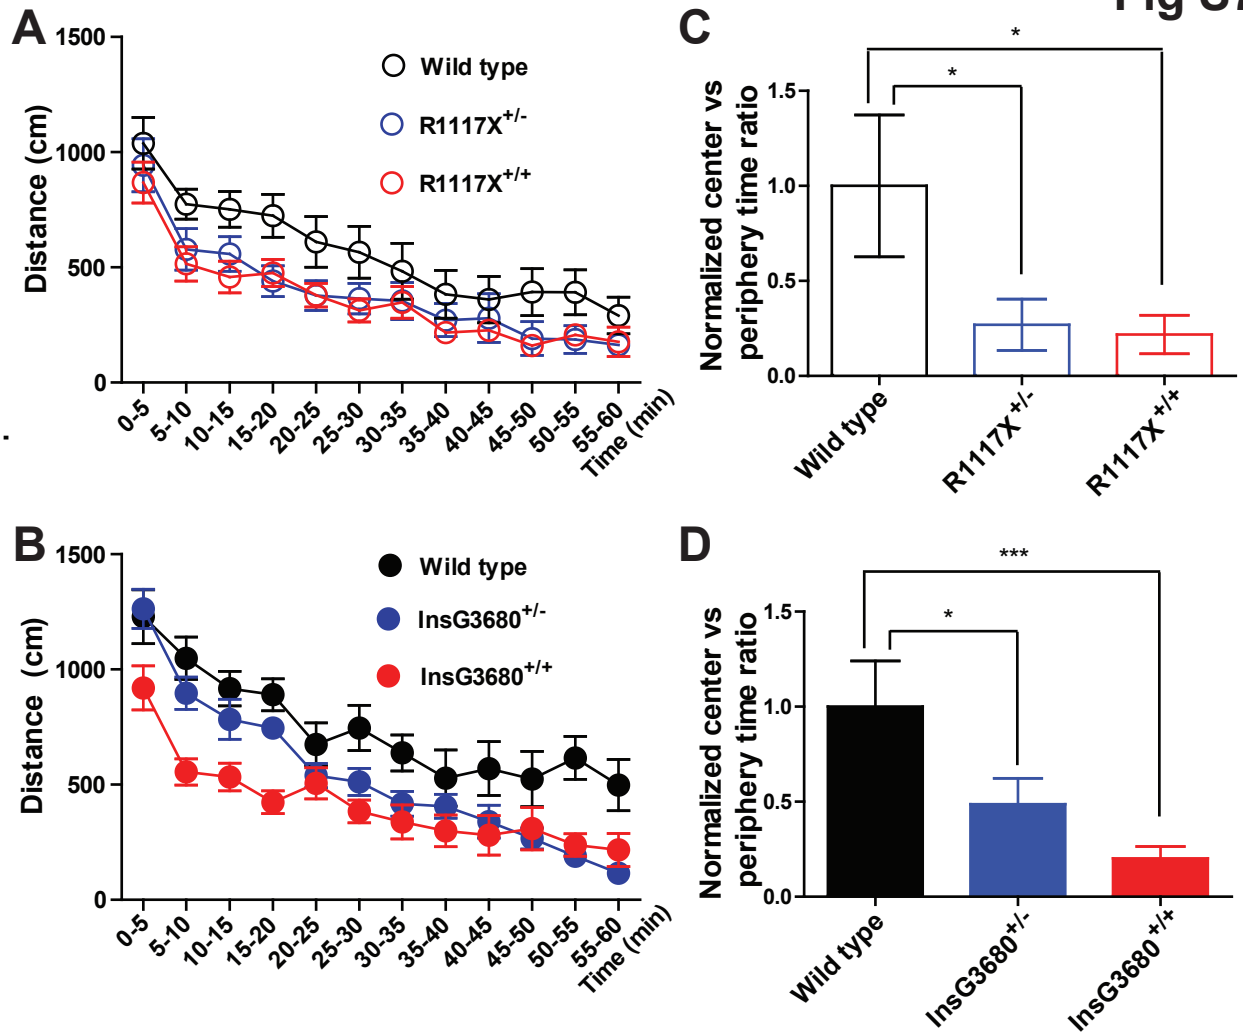 Fig S7
A
1500
1000
500
0
Distance (cm)
Wild type
R1117X+/-
R1117X+/+
0-5
5-10
10-15
15-20
20-25
25-30
30-35
35-40
40-45
45-50
50-55
55-60
Time (min)
C
Normalized center vs
periphery time ratio
1.5
1.0
0.5
0.0
*
*
Wild type
R1117X+/-
R1117X+/+
.
B
1500
1000
500
0
Distance (cm)
Wild type
InsG3680+/-
InsG3680+/+
0-5
5-10
10-15
15-20
20-25
25-30
30-35
35-40
40-45
45-50
50-55
55-60
Time (min)
D
Normalized center vs
periphery time ratio
1.5
1.0
0.5
0.0
***
*
Wild type
InsG3680+/-
InsG3680+/+